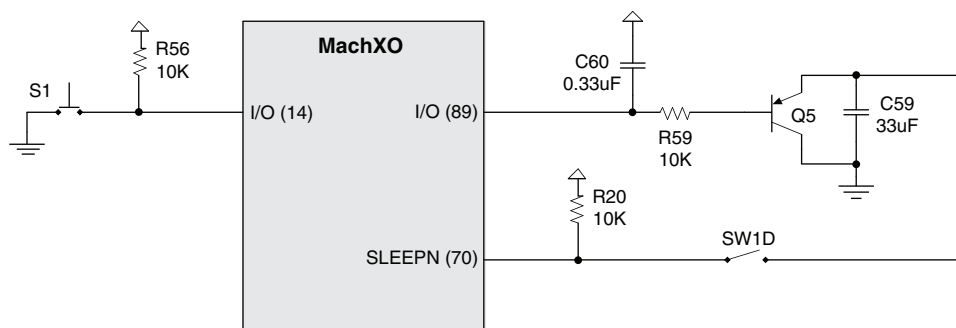 MachXO
R56
10K
S1
I/O (14)
I/O (89)
C60
0.33uF
R59
10K
Q5
C59
33uF
R20
10K
SLEEPN (70)
SW1D